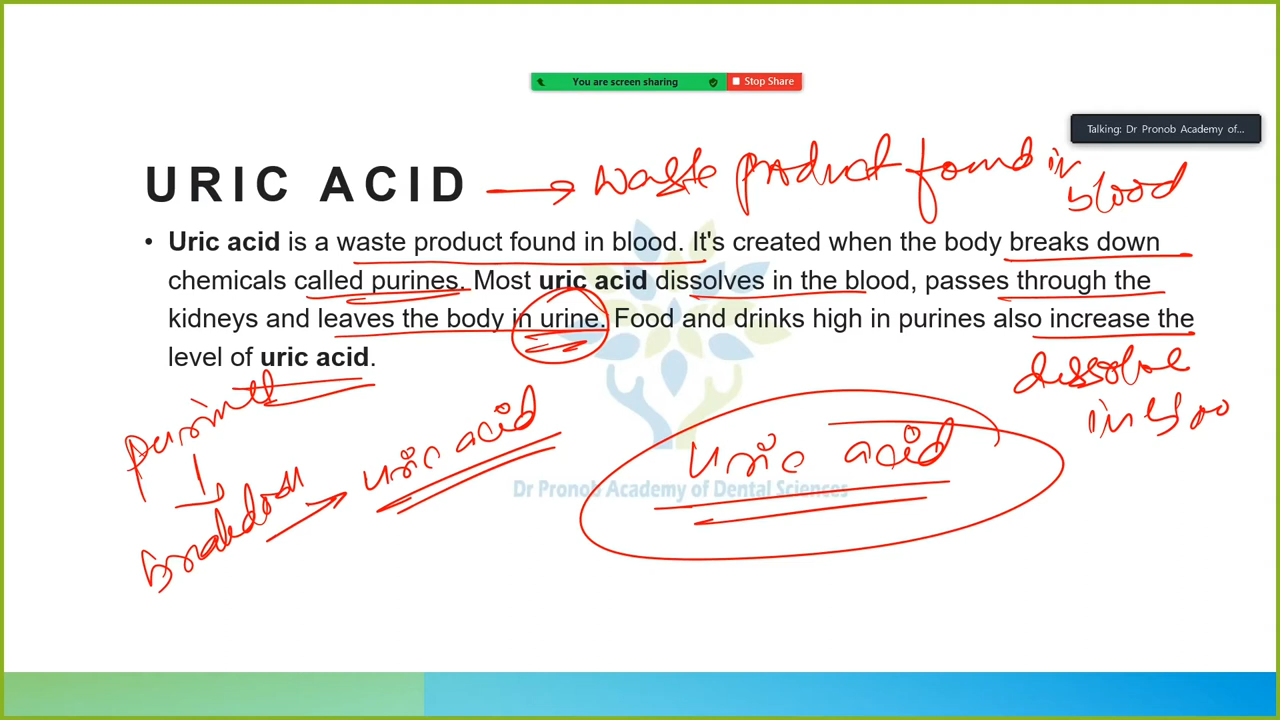 You are screen sharing
Stop Share
Talking: Dr Pronob Academy of...
URIC ACID → waste product found in
blood
• Uric acid is a waste product found in blood. It's created when the body breaks down
chemicals called purines. Most uric acid dissolves in the blood, passes through the
kidneys and leaves the body in urine. Food and drinks high in purines also increase the
level of uric acid.
dissolve
in bloo
purines
breakdown → uric acid
uric acid
Dr Pronob Academy of Dental Sciences